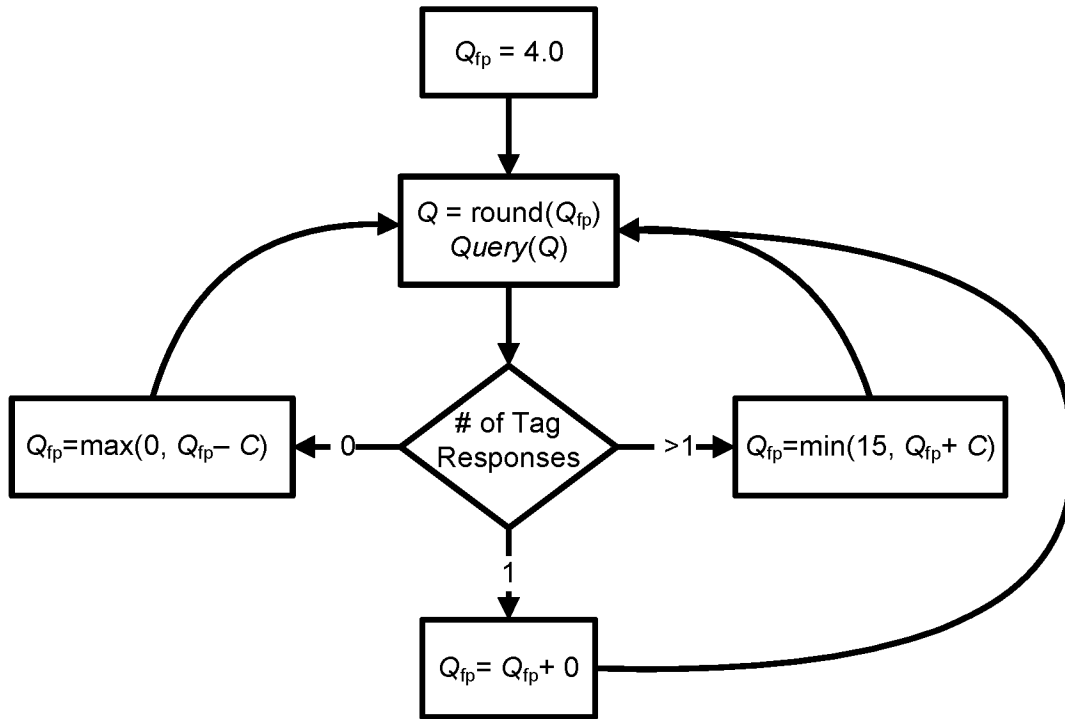 Qfp = 4.0
Q = round(Qfp)
Query(Q)
# of Tag
Responses
0
>1
1
Qfp=max(0, Qfp– C)
Qfp=min(15, Qfp+ C)
Qfp= Qfp+ 0